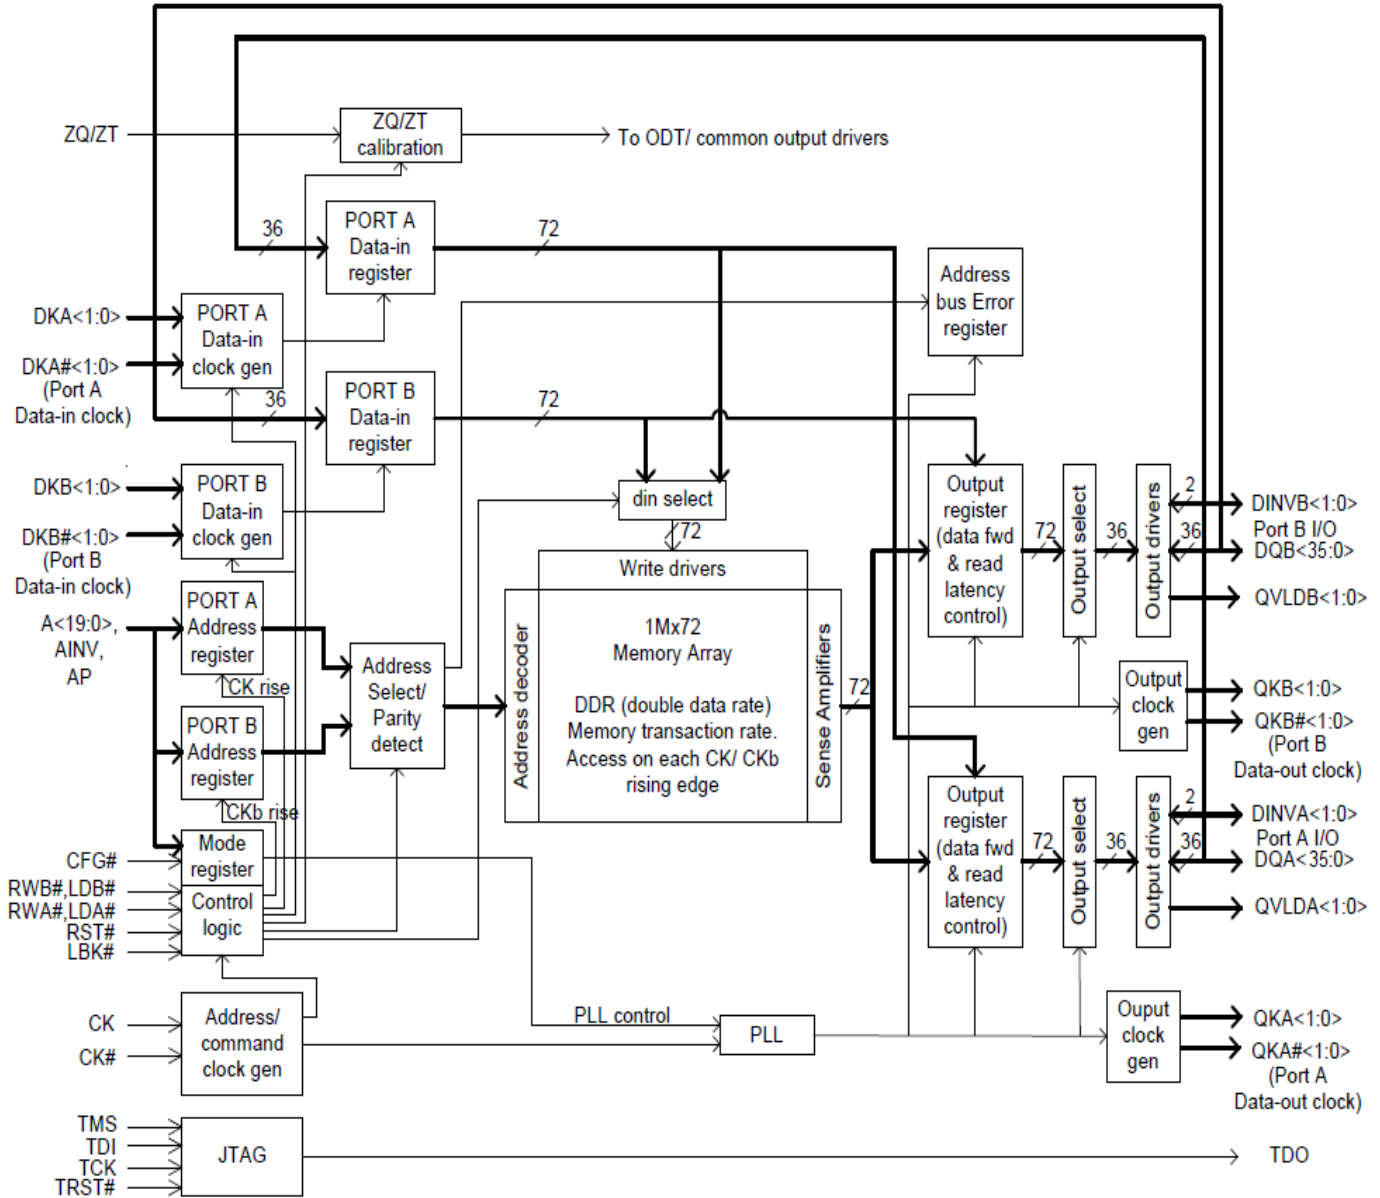 ZQ/ZT
ZQ/ZT
calibration
To ODT/ common output drivers
36
PORT A
Data-in
register
72
Address
bus Error
register
DKA<1:0>
DKA#<1:0>
(Port A
Data-in clock)
PORT A
Data-in
clock gen
36
PORT B
Data-in
register
72
DKB<1:0>
DKB#<1:0>
(Port B
Data-in clock)
PORT B
Data-in
clock gen
din select
72
Write drivers
Output
register
(data fwd
& read
latency
control)
72
Output select
36
Output drivers
2
36
DINVB<1:0>
Port B I/O
DQB<35:0>
QVLDB<1:0>
A<19:0>,
AINV,
AP
PORT A
Address
register
CK rise
PORT B
Address
register
CKb rise
Address
Select/
Parity
detect
Address decoder
1Mx72
Memory Array
DDR (double data rate)
Memory transaction rate.
Access on each CK/ CKb
rising edge
Sense Amplifiers
72
Output
clock
gen
QKB<1:0>
QKB#<1:0>
(Port B
Data-out clock)
Output
register
(data fwd
& read
latency
control)
72
Output select
36
Output drivers
2
36
DINVA<1:0>
Port A I/O
DQA<35:0>
QVLDA<1:0>
CFG#
RWB#,LDB#
RWA#,LDA#
RST#
LBK#
Mode
register
Control
logic
CK
CK#
Address/
command
clock gen
PLL control
PLL
Ouput
clock
gen
QKA<1:0>
QKA#<1:0>
(Port A
Data-out clock)
TMS
TDI
TCK
TRST#
JTAG
TDO